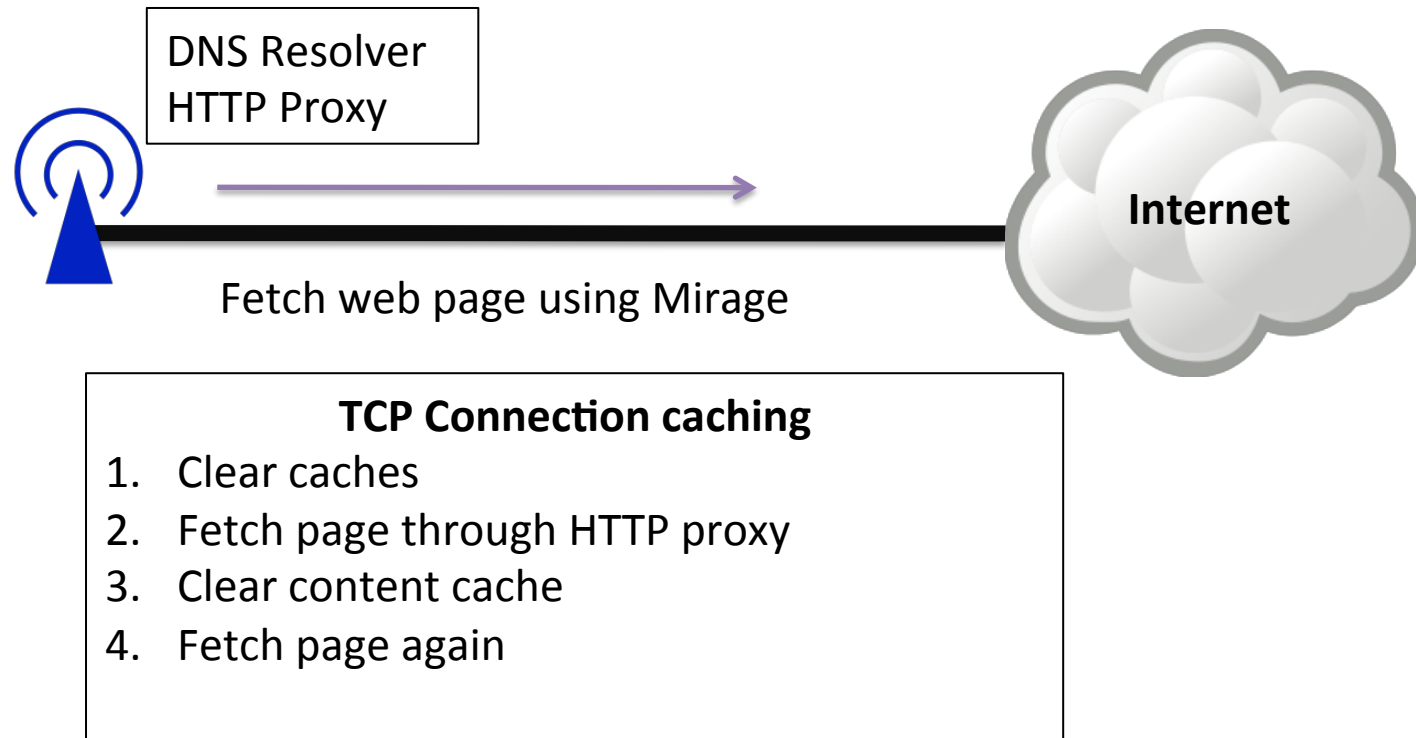 DNS Resolver
HTTP Proxy
Internet
Fetch web page using Mirage
TCP Connection caching
1. Clear caches
2. Fetch page through HTTP proxy
3. Clear content cache
4. Fetch page again